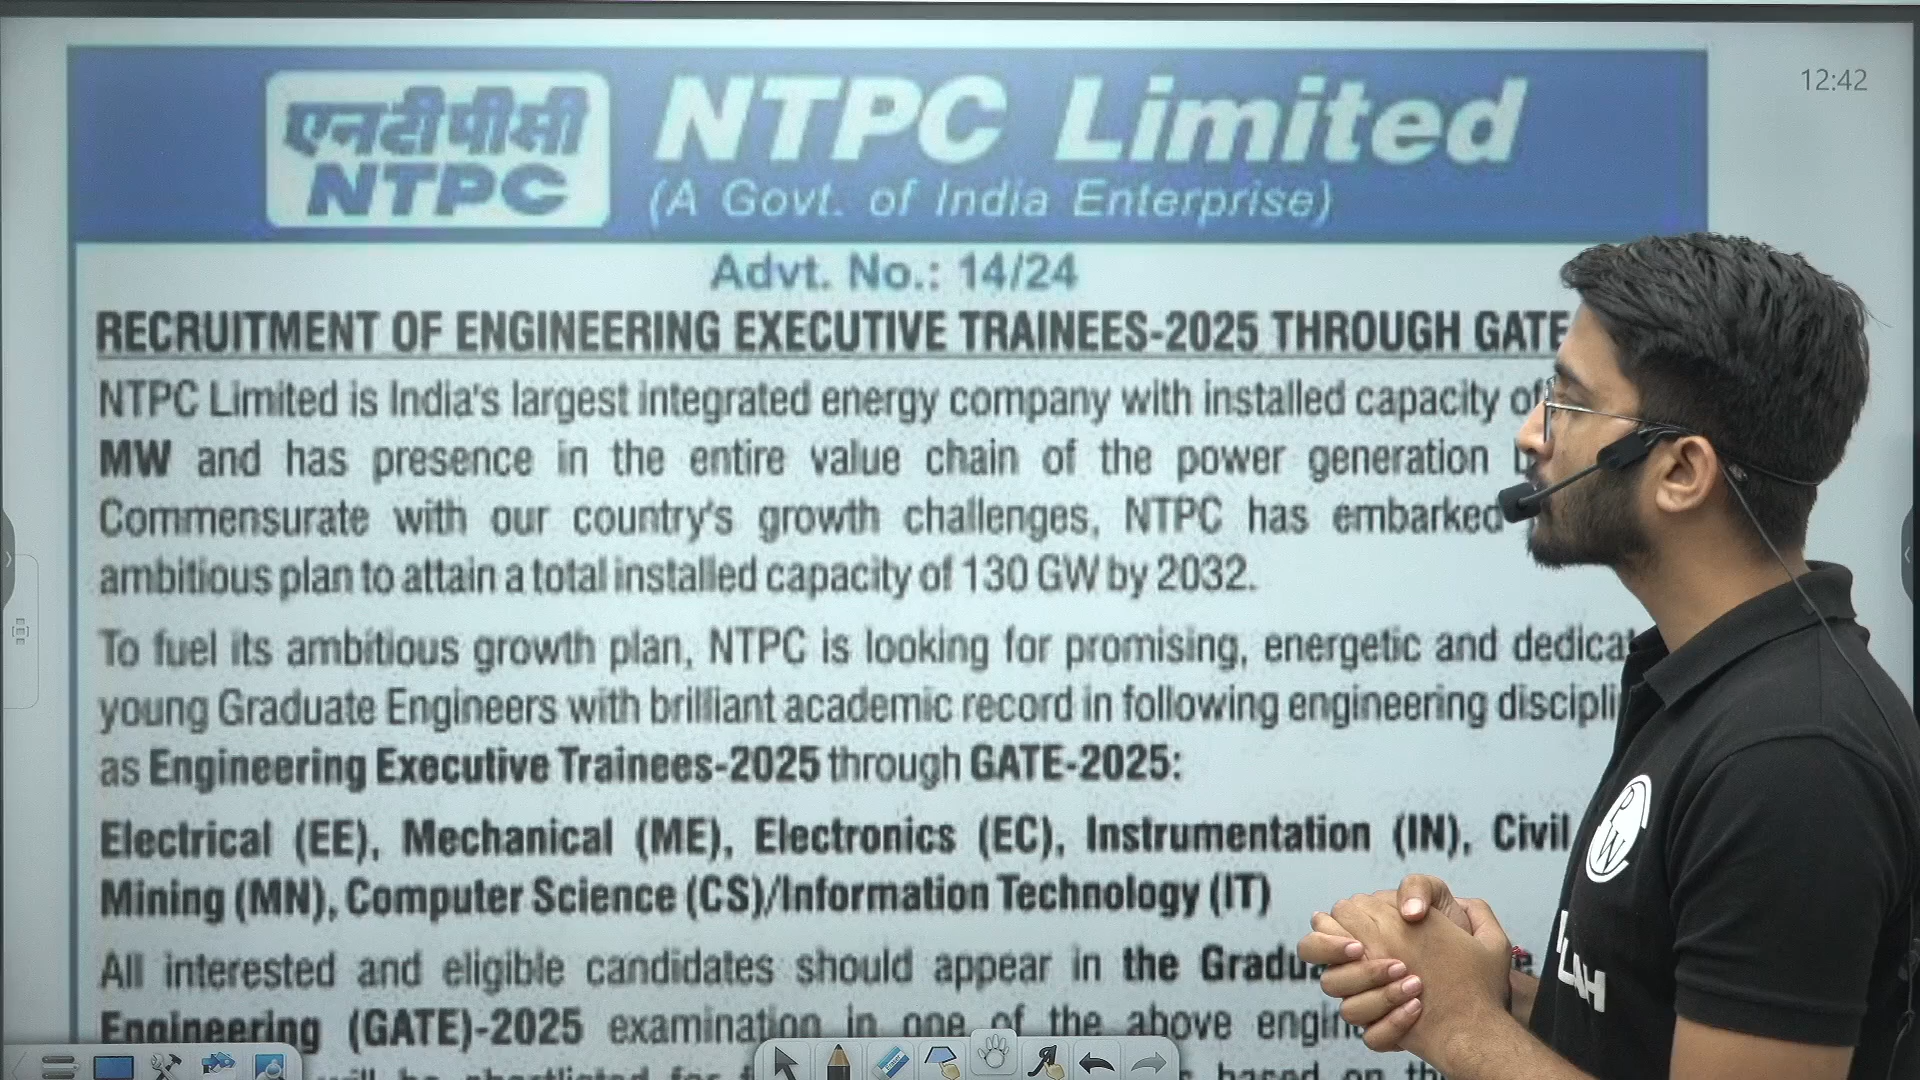 12:42
एनटीपीसी
NTPC
NTPC Limited
(A Govt. of India Enterprise)
Advt. No.: 14/24
RECRUITMENT OF ENGINEERING EXECUTIVE TRAINEES-2025 THROUGH GATE
NTPC Limited is India's largest integrated energy company with installed capacity of
MW and has presence in the entire value chain of the power generation
Commensurate with our country's growth challenges, NTPC has embarked
ambitious plan to attain a total installed capacity of 130 GW by 2032.
To fuel its ambitious growth plan, NTPC is looking for promising, energetic and
young Graduate Engineers with brilliant academic record in following engineering
as Engineering Executive Trainees-2025 through GATE-2025:
Electrical (EE), Mechanical (ME), Electronics (EC), Instrumentation (IN), Civil
Mining (MN), Computer Science (CS)/Information Technology (IT)
All interested and eligible candidates should appear in the
Engineering (GATE)-2025 examination in one of the above
will be shortlisted for
based on
PW